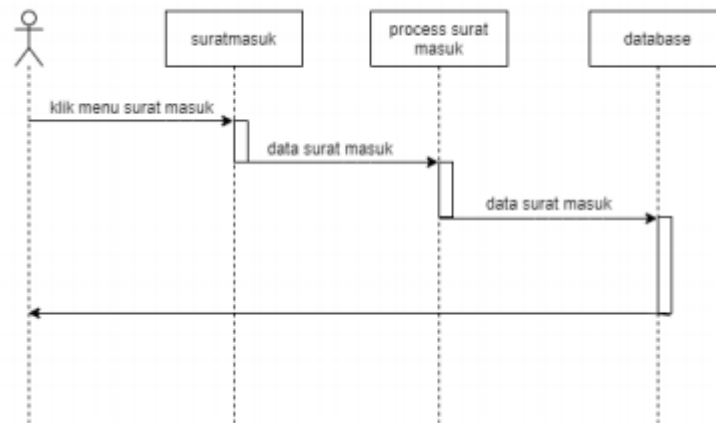 suratmasuk
process surat
masuk
database
klik menu surat masuk
data surat masuk
data surat masuk